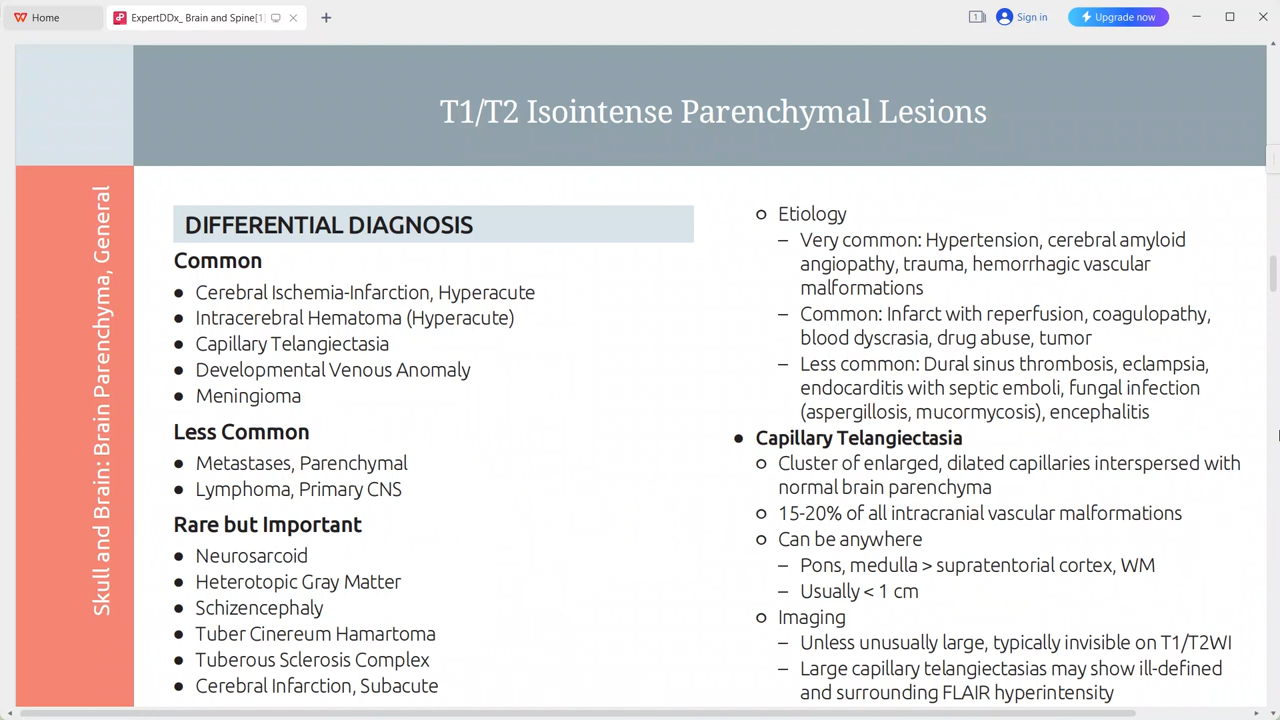 Home
ExpertDDx_ Brain and Spine[1]
1
Sign in
Upgrade now
T1/T2 Isointense Parenchymal Lesions
Skull and Brain: Brain Parenchyma, General
DIFFERENTIAL DIAGNOSIS
Common
● Cerebral Ischemia-Infarction, Hyperacute
● Intracerebral Hematoma (Hyperacute)
● Capillary Telangiectasia
● Developmental Venous Anomaly
● Meningioma
Less Common
● Metastases, Parenchymal
● Lymphoma, Primary CNS
Rare but Important
● Neurosarcoid
● Heterotopic Gray Matter
● Schizencephaly
● Tuber Cinereum Hamartoma
● Tuberous Sclerosis Complex
● Cerebral Infarction, Subacute
○ Etiology
– Very common: Hypertension, cerebral amyloid
angiopathy, trauma, hemorrhagic vascular
malformations
– Common: Infarct with reperfusion, coagulopathy,
blood dyscrasia, drug abuse, tumor
– Less common: Dural sinus thrombosis, eclampsia,
endocarditis with septic emboli, fungal infection
(aspergillosis, mucormycosis), encephalitis
● Capillary Telangiectasia
○ Cluster of enlarged, dilated capillaries interspersed with
normal brain parenchyma
○ 15-20% of all intracranial vascular malformations
○ Can be anywhere
– Pons, medulla > supratentorial cortex, WM
– Usually < 1 cm
○ Imaging
– Unless unusually large, typically invisible on T1/T2WI
– Large capillary telangiectasias may show ill-defined
and surrounding FLAIR hyperintensity